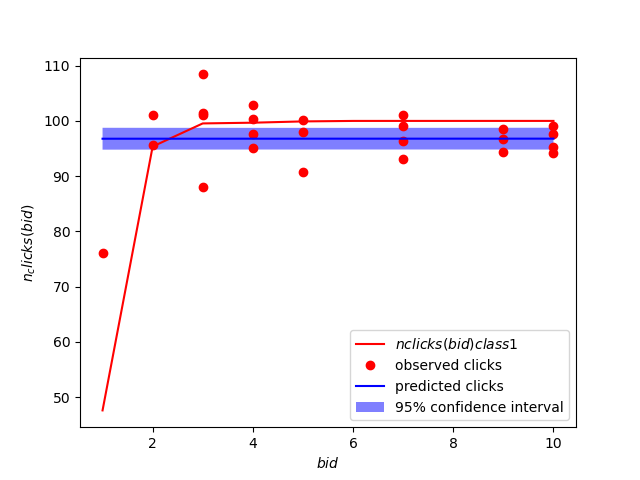 110
100
90
80
70
60
50
n_clicks(bid)
2
4
6
8
10
bid
nclicks(bid)class1
observed clicks
predicted clicks
95% confidence interval